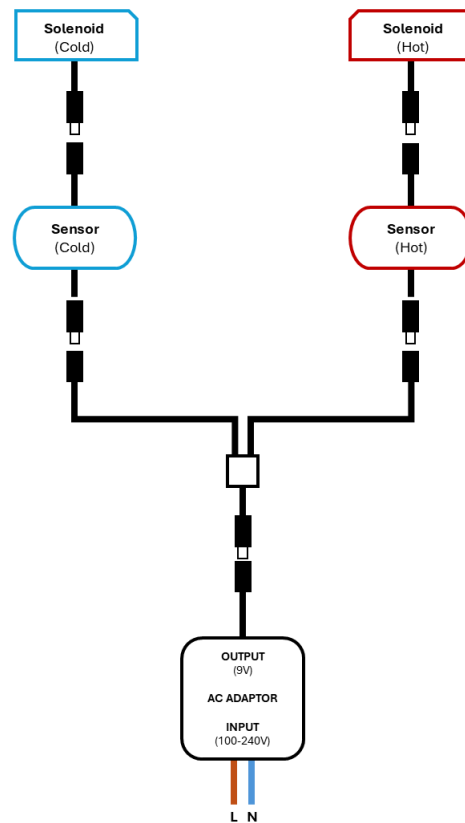 Solenoid
(Cold)
Solenoid
(Hot)
Sensor
(Cold)
Sensor
(Hot)
OUTPUT
(9V)
AC ADAPTOR
INPUT
(100-240V)
L N